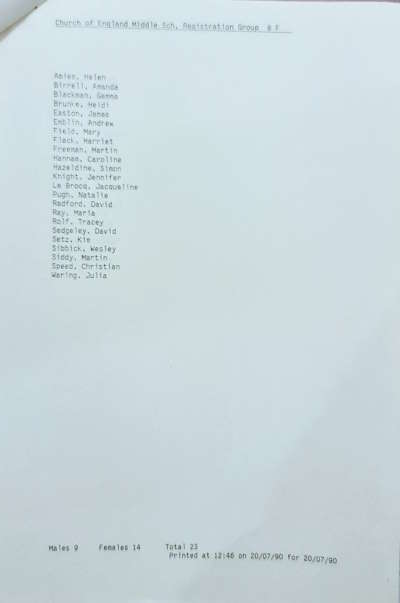 Church of England Middle Sch. Registration Group 8 F
Amies, Helen
Birrell, Amanda
Blackman, Gemma
Brunke, Heidi
Easton, James
Emblin, Andrew
Field, Mary
Fleck, Harriet
Freeman, Martin
Hannam, Caroline
Hazeldine, Simon
Knight, Jennifer
Le Brocq, Jacqueline
Pugh, Natalie
Radford, David
Ray, Maria
Rolf, Tracey
Sedgeley, David
Setz, Kim
Sibbick, Wesley
Siddy, Martin
Speed, Christian
Waring, Julia
Males 9 Females 14 Total 23
Printed at 12:46 on 20/07/90 for 20/07/90